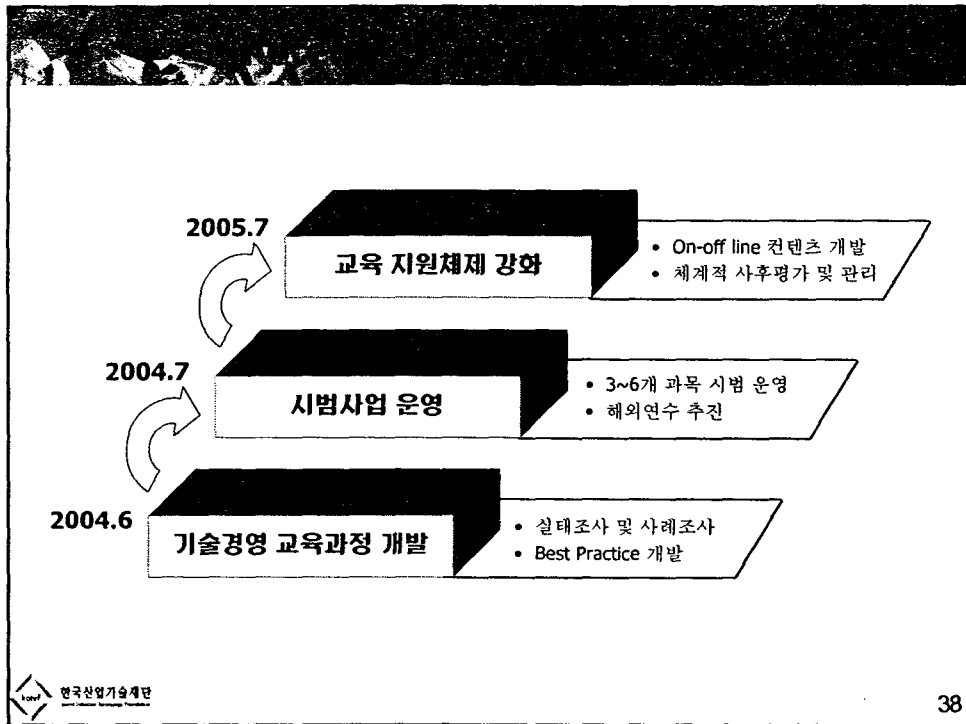 2005.7
교육 지원체제 강화
• On-off line 컨텐츠 개발
• 체계적 사후평가 및 관리
2004.7
시범사업 운영
• 3~6개 과목 시범 운영
• 해외연수 추진
2004.6
기술경영 교육과정 개발
• 실태조사 및 사례조사
• Best Practice 개발
한국산업기술재단
38